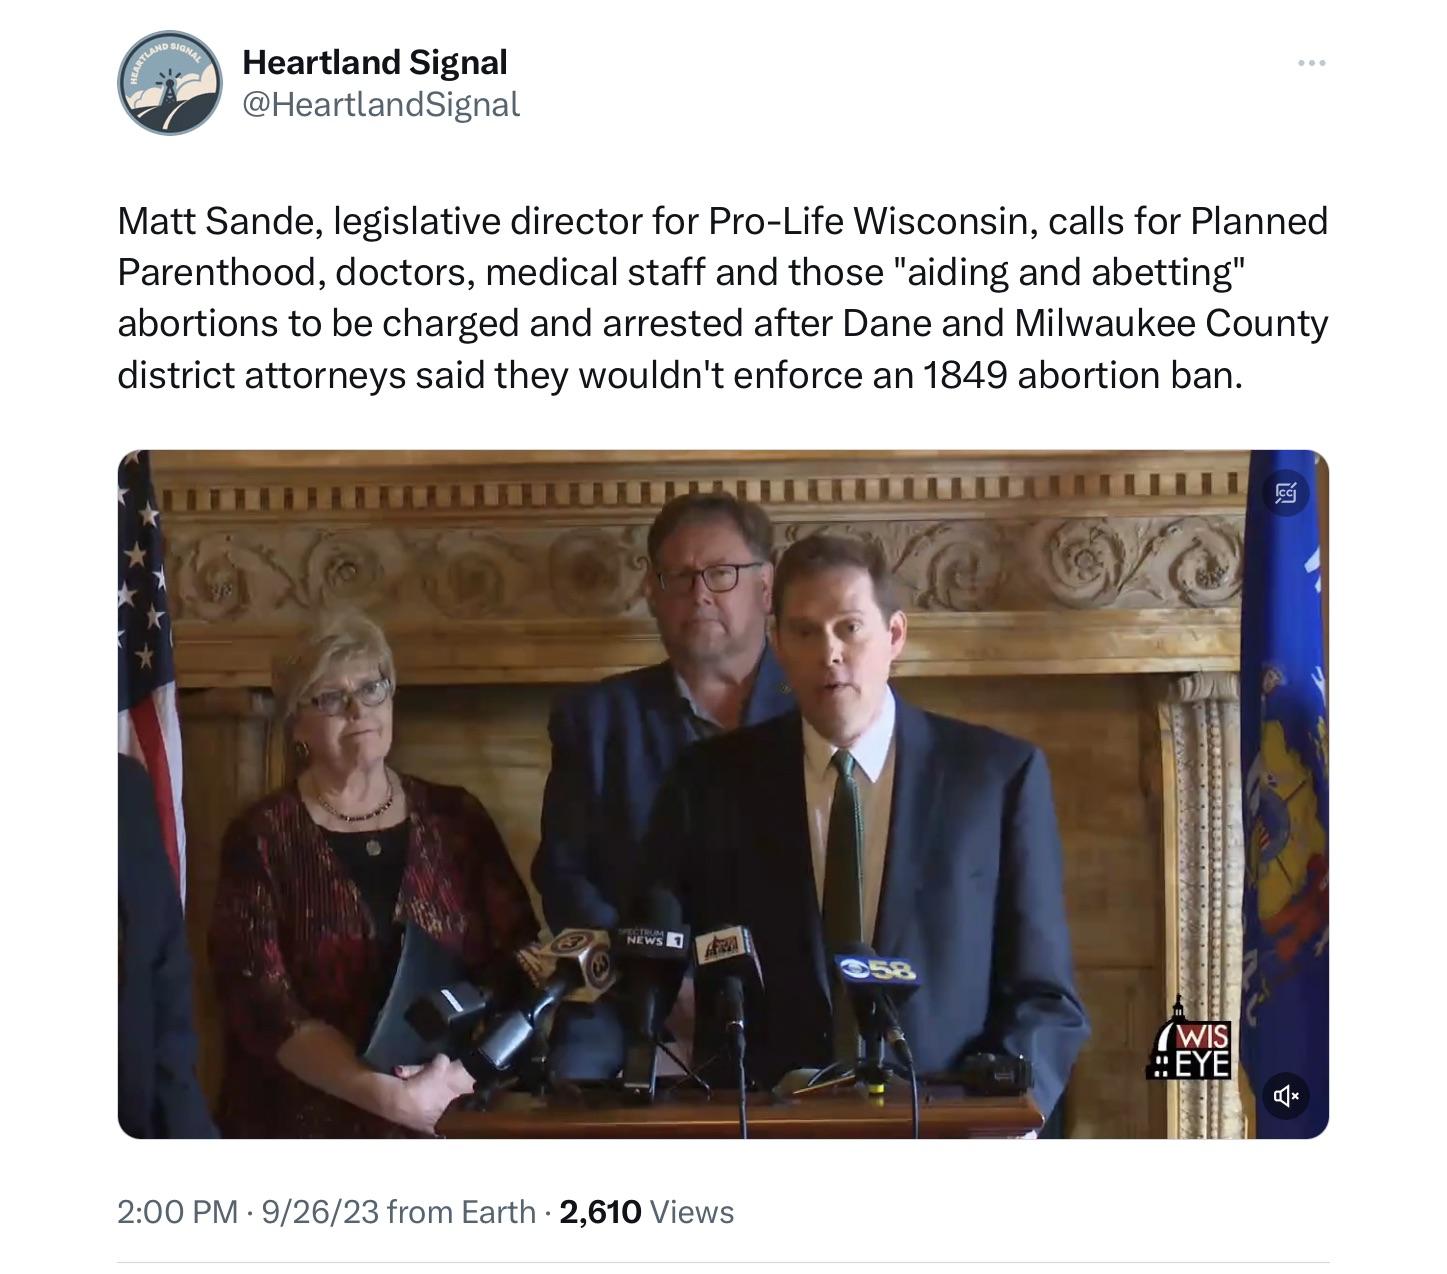 HEARTLAND SIGNAL
Heartland Signal
@HeartlandSignal
Matt Sande, legislative director for Pro-Life Wisconsin, calls for Planned
Parenthood, doctors, medical staff and those "aiding and abetting"
abortions to be charged and arrested after Dane and Milwaukee County
district attorneys said they wouldn't enforce an 1849 abortion ban.
CC
3
3
SPECTRUM
NEWS 1
58
WIS
EYE
2:00 PM · 9/26/23 from Earth · 2,610 Views